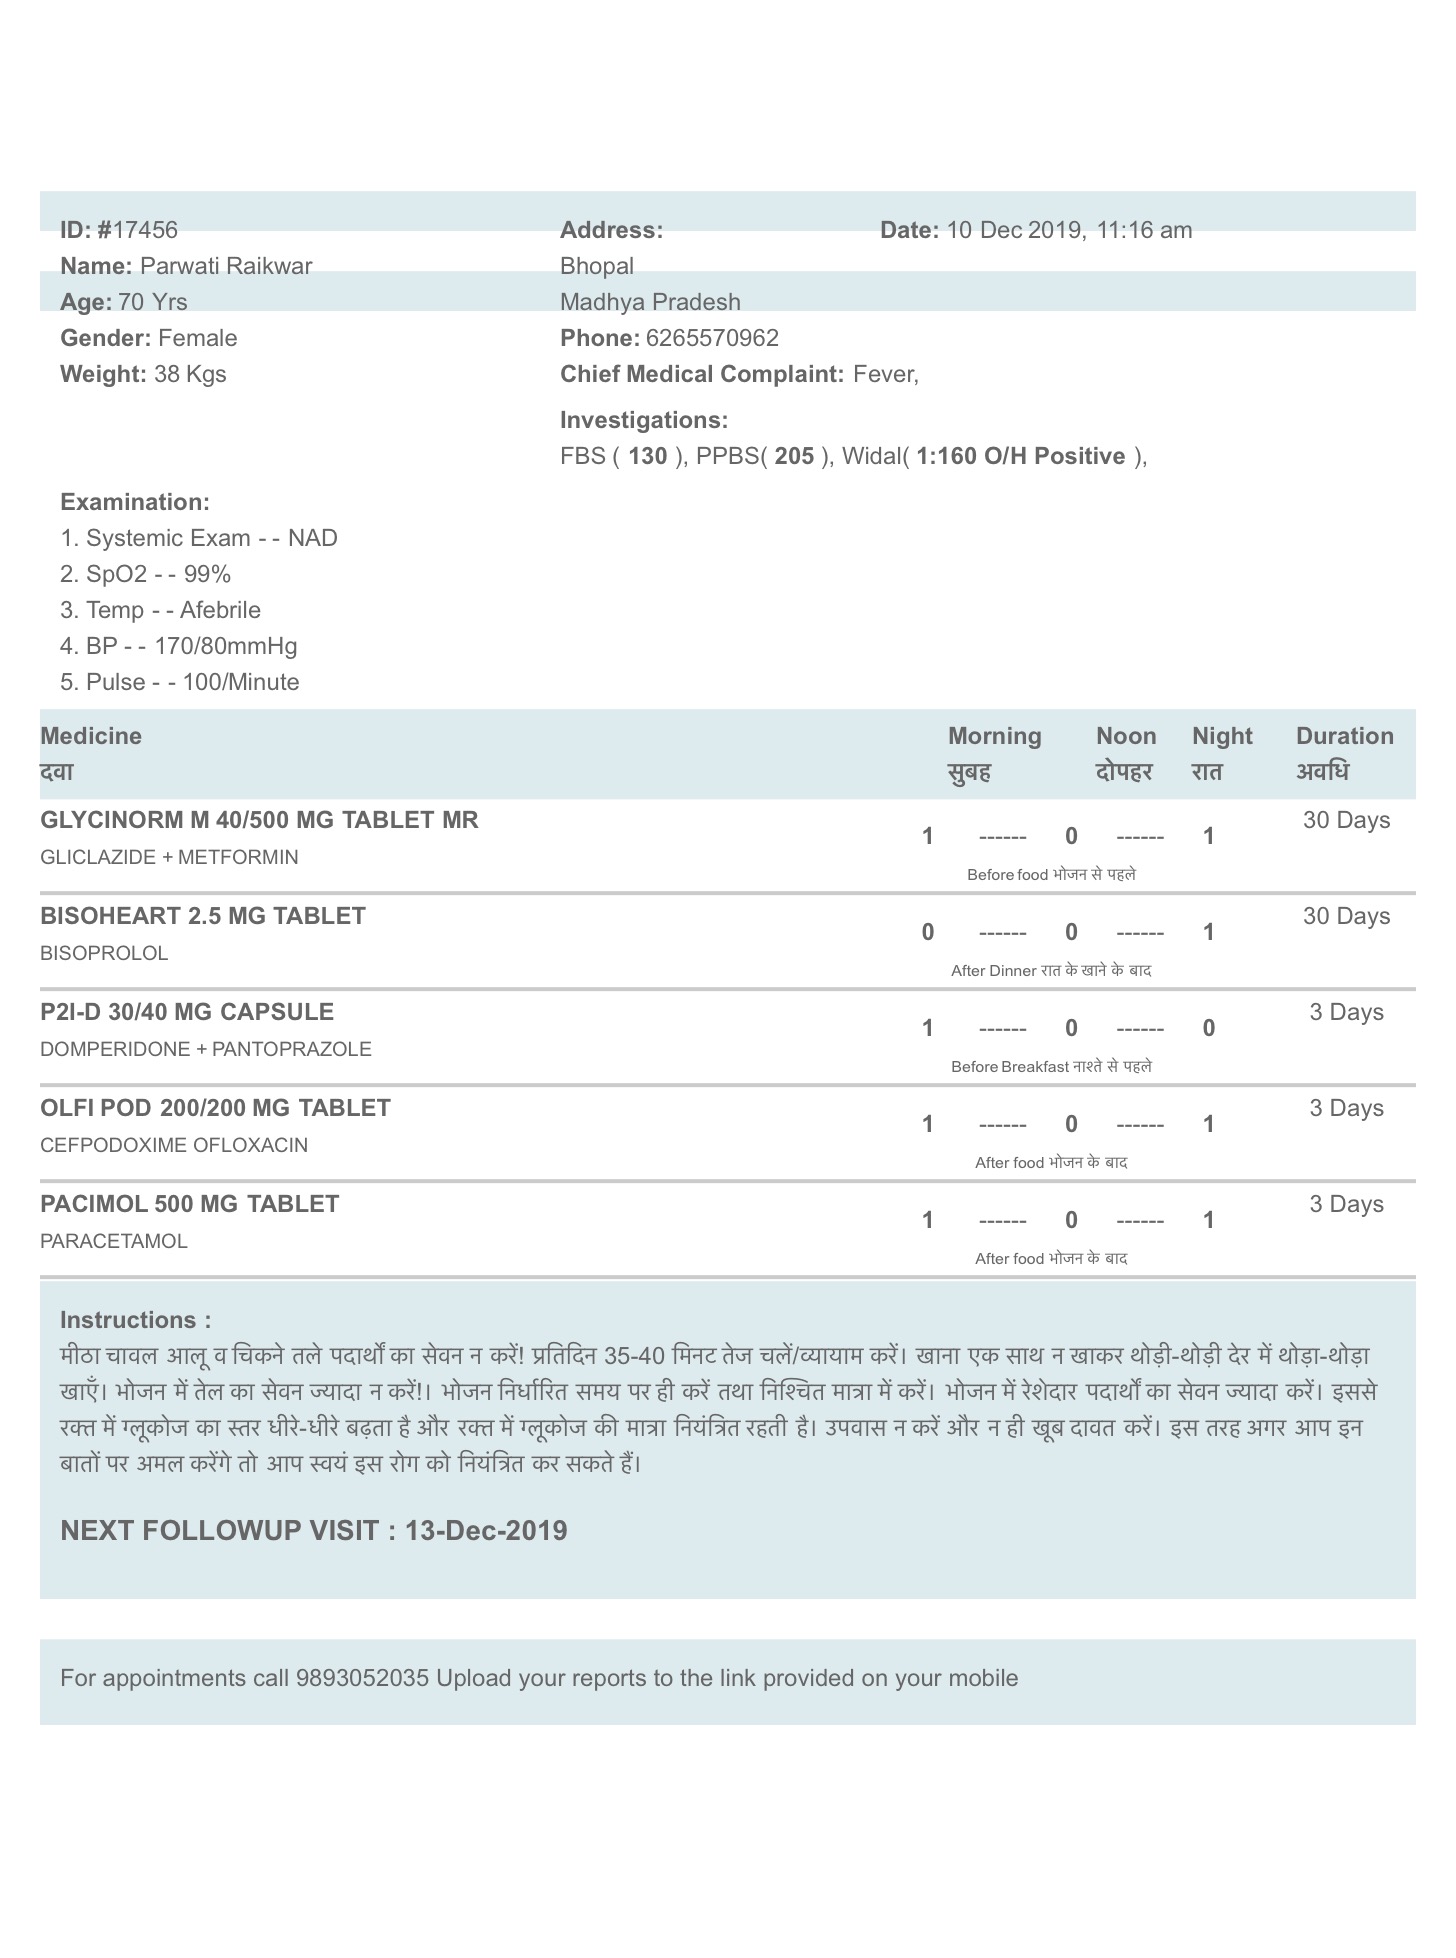 ID: #17456 Address: Date: 10 Dec 2019, 11:16 am
Name: Parwati Raikwar Bhopal
Age: 70 Yrs Madhya Pradesh
Gender: Female Phone: 6265570962
Weight: 38 Kgs Chief Medical Complaint: Fever,
Investigations:
FBS ( 130 ), PPBS( 205 ), Widal( 1:160 O/H Positive ),
Examination:
1. Systemic Exam - - NAD
2. SpO2 - - 99%
3. Temp - - Afebrile
4. BP - - 170/80mmHg
5. Pulse - - 100/Minute
Medicine Morning Noon Night Duration
दवा सुबह दोपहर रात अवधि
GLYCINORM M 40/500 MG TABLET MR 30 Days
1 ------ 0 ------ 1
GLICLAZIDE + METFORMIN
Before food भोजन से पहले
BISOHEART 2.5 MG TABLET 30 Days
0 ------ 0 ------ 1
BISOPROLOL
After Dinner रात के खाने के बाद
P2I-D 30/40 MG CAPSULE 3 Days
1 ------ 0 ------ 0
DOMPERIDONE + PANTOPRAZOLE
Before Breakfast नाश्ते से पहले
OLFI POD 200/200 MG TABLET 3 Days
1 ------ 0 ------ 1
CEFPODOXIME OFLOXACIN
After food भोजन के बाद
PACIMOL 500 MG TABLET 3 Days
1 ------ 0 ------ 1
PARACETAMOL
After food भोजन के बाद
Instructions :
मीठा चावल आलू व चिकने तले पदार्थों का सेवन न करें! प्रतिदिन 35-40 मिनट तेज चलें/व्यायाम करें। खाना एक साथ न खाकर थोड़ी-थोड़ी देर में थोड़ा-थोड़ा
खाएँ। भोजन में तेल का सेवन ज्यादा न करें!। भोजन निर्धारित समय पर ही करें तथा निश्चित मात्रा में करें। भोजन में रेशेदार पदार्थों का सेवन ज्यादा करें। इससे
रक्त में ग्लूकोज का स्तर धीरे-धीरे बढ़ता है और रक्त में ग्लूकोज की मात्रा नियंत्रित रहती है। उपवास न करें और न ही खूब दावत करें। इस तरह अगर आप इन
बातों पर अमल करेंगे तो आप स्वयं इस रोग को नियंत्रित कर सकते हैं।
NEXT FOLLOWUP VISIT : 13-Dec-2019
For appointments call 9893052035 Upload your reports to the link provided on your mobile